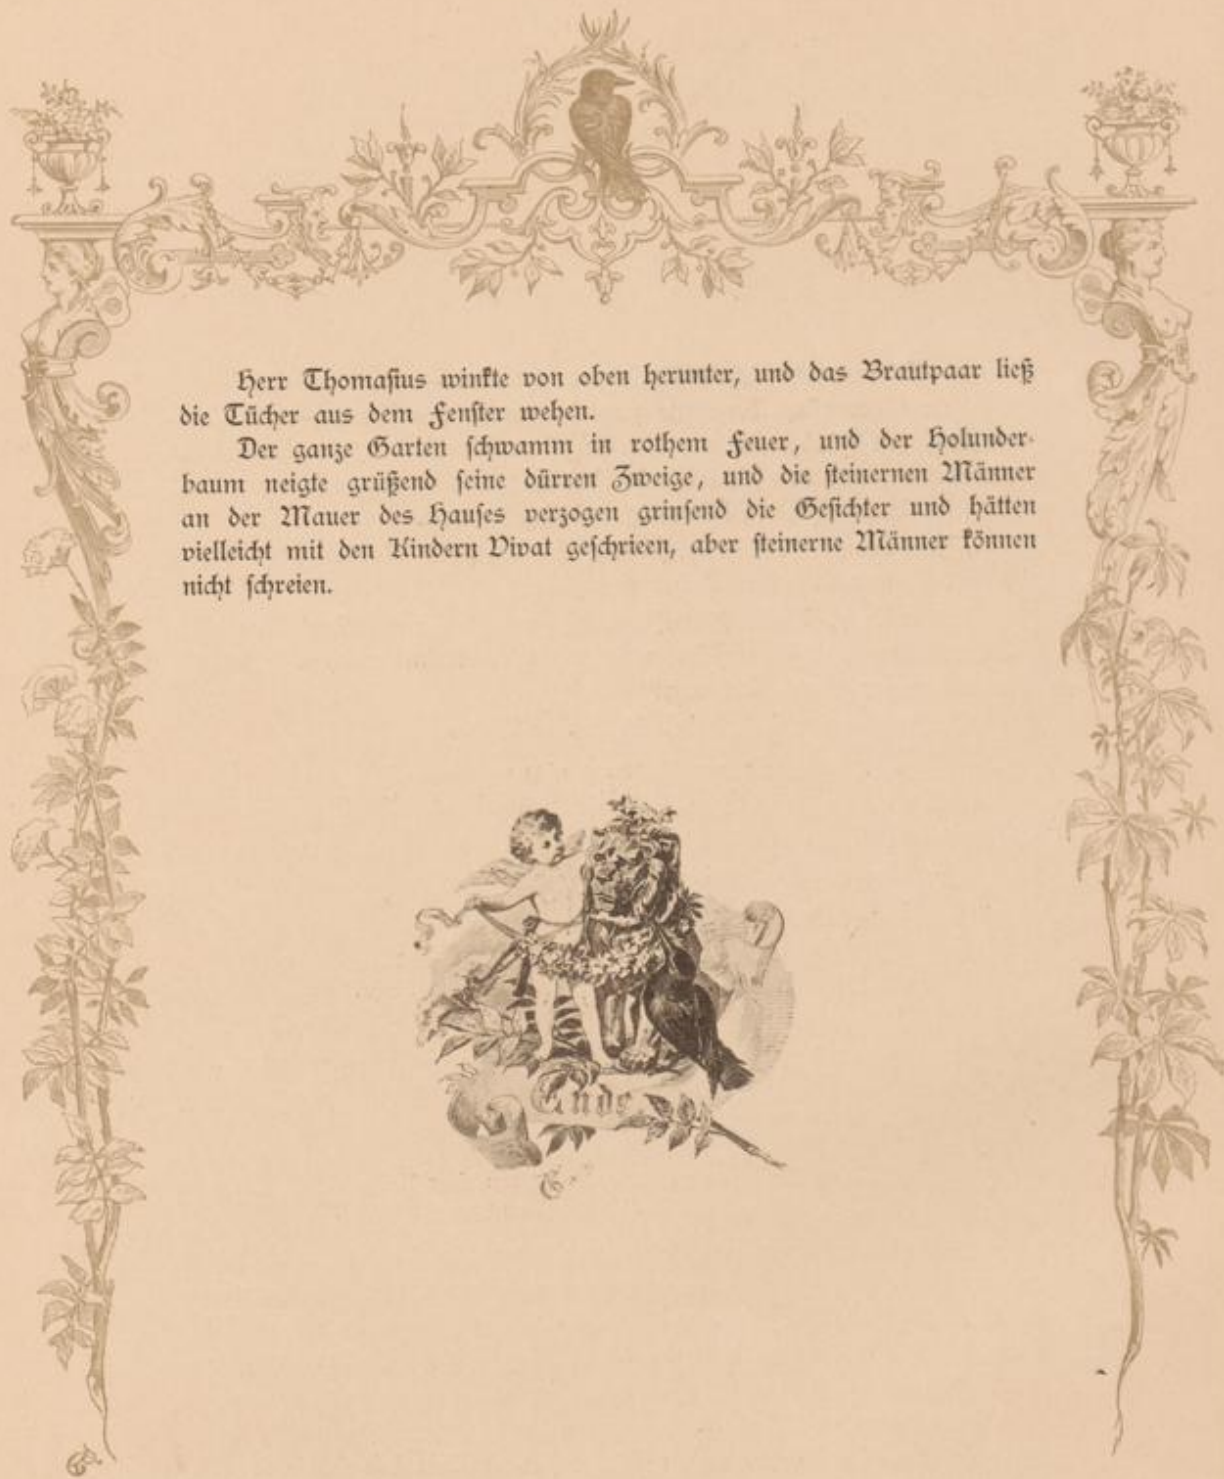 Herr Thomasius winkte von oben herunter, und das Brautpaar ließ
die Tücher aus dem Fenster wehen.
Der ganze Garten schwamm in rothem Feuer, und der Holunder-
baum neigte grüßend seine dürren Zweige, und die steinernen Männer
an der Mauer des Hauses verzogen grinsend die Gesichter und hätten
vielleicht mit den Kindern Vivat geschrieen, aber steinerne Männer können
nicht schreien.
Ende